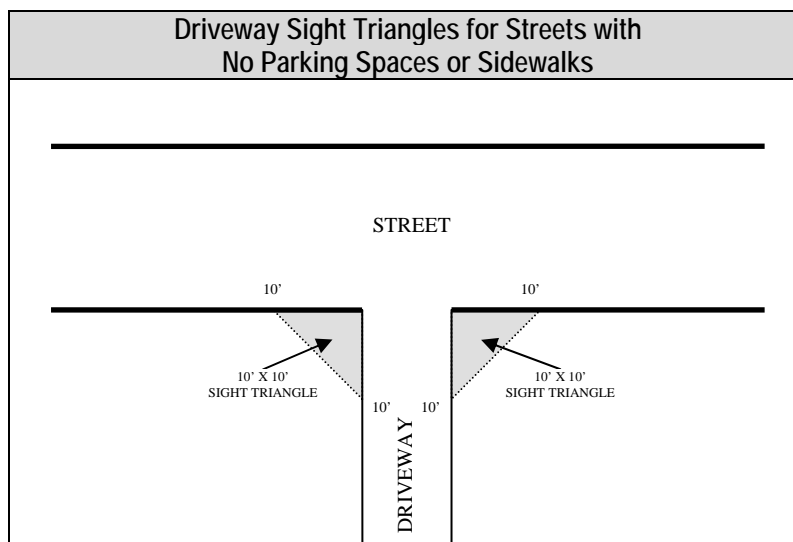 Driveway Sight Triangles for Streets with
No Parking Spaces or Sidewalks
STREET
10’
10’
10’ X 10’
SIGHT TRIANGLE
10’ X 10’
SIGHT TRIANGLE
10’
10’
DRIVEWAY